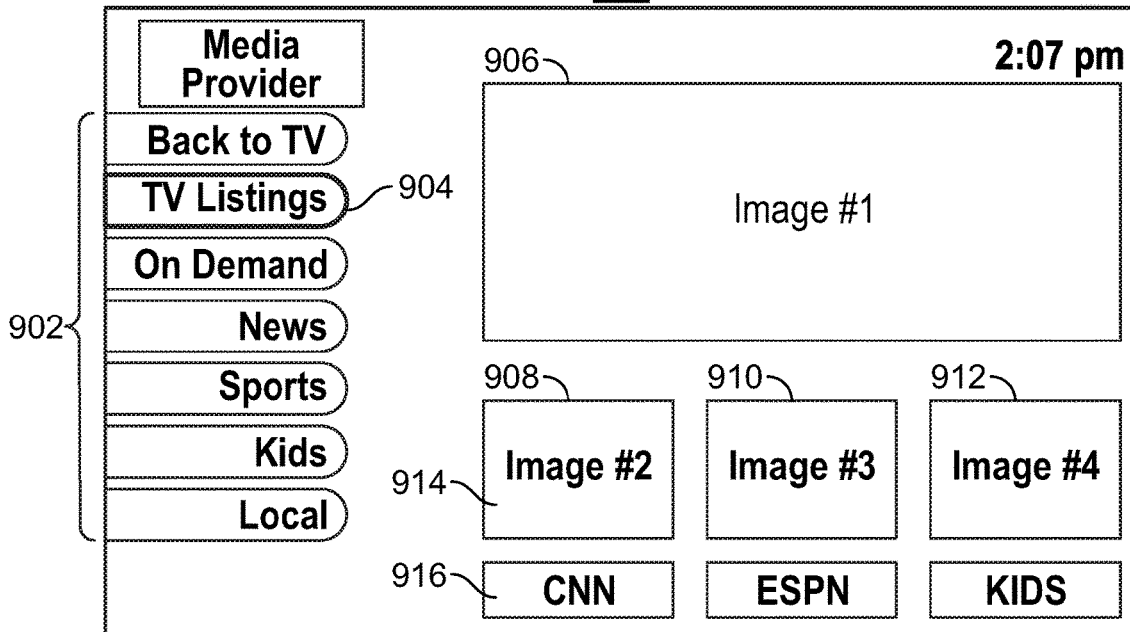 Media
Provider
2:07 pm
906
Back to TV
TV Listings
904
Image #1
On Demand
902
News
Sports
Kids
Local
908
910
912
Image #2
Image #3
Image #4
914
916
CNN
ESPN
KIDS